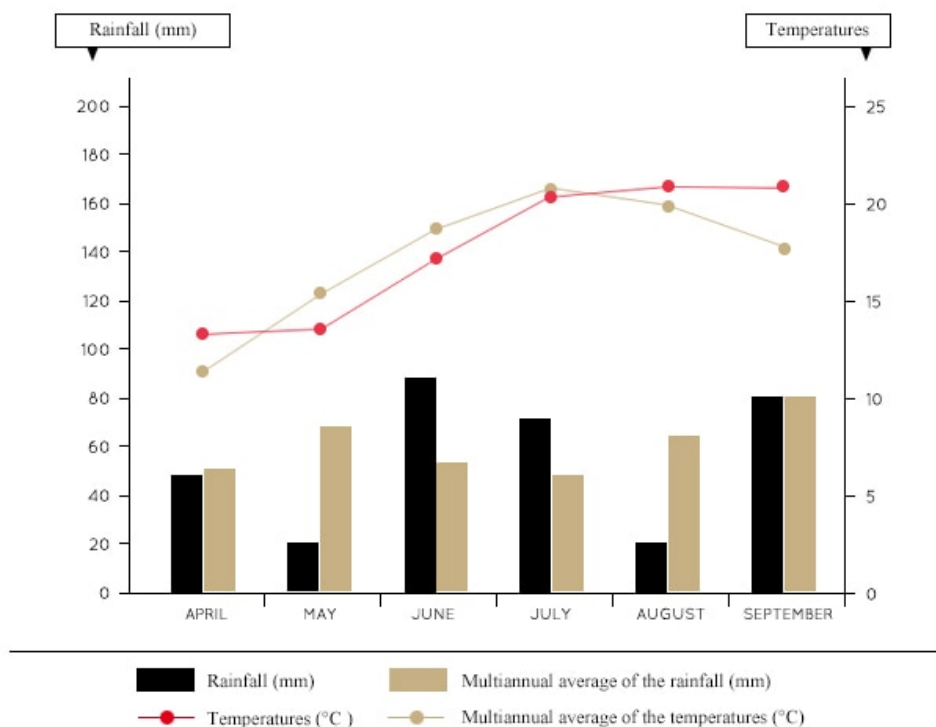 Rainfall (mm)
Temperatures
200
180
160
140
120
100
80
60
40
20
0
25
20
15
10
5
0
APRIL
MAY
JUNE
JULY
AUGUST
SEPTEMBER
Rainfall (mm)
Multiannual average of the rainfall (mm)
Temperatures (°C )
Multiannual average of the temperatures (°C)